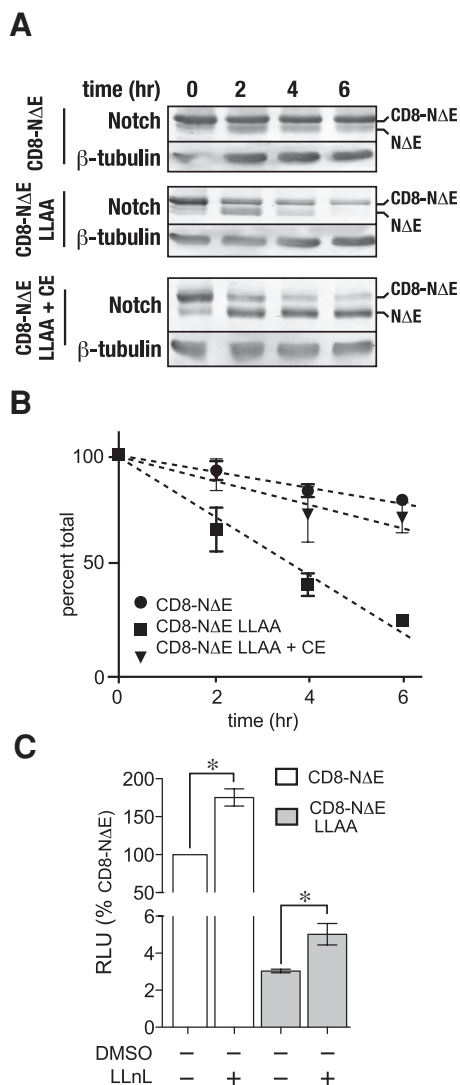 A
time (hr) 0 2 4 6
CD8-NΔE
Notch
CD8-NΔE
NΔE
β-tubulin
CD8-NΔE
LLAA
Notch
CD8-NΔE
NΔE
β-tubulin
CD8-NΔE
LLAA + CE
Notch
CD8-NΔE
NΔE
β-tubulin
B
percent total
100
50
0
CD8-NΔE
CD8-NΔE LLAA
CD8-NΔE LLAA + CE
0 2 4 6
time (hr)
C
RLU (% CD8-NΔE)
200
150
100
50
6
4
2
0
* *
CD8-NΔE
CD8-NΔE
LLAA
DMSO – – – –
LLnL – + – +